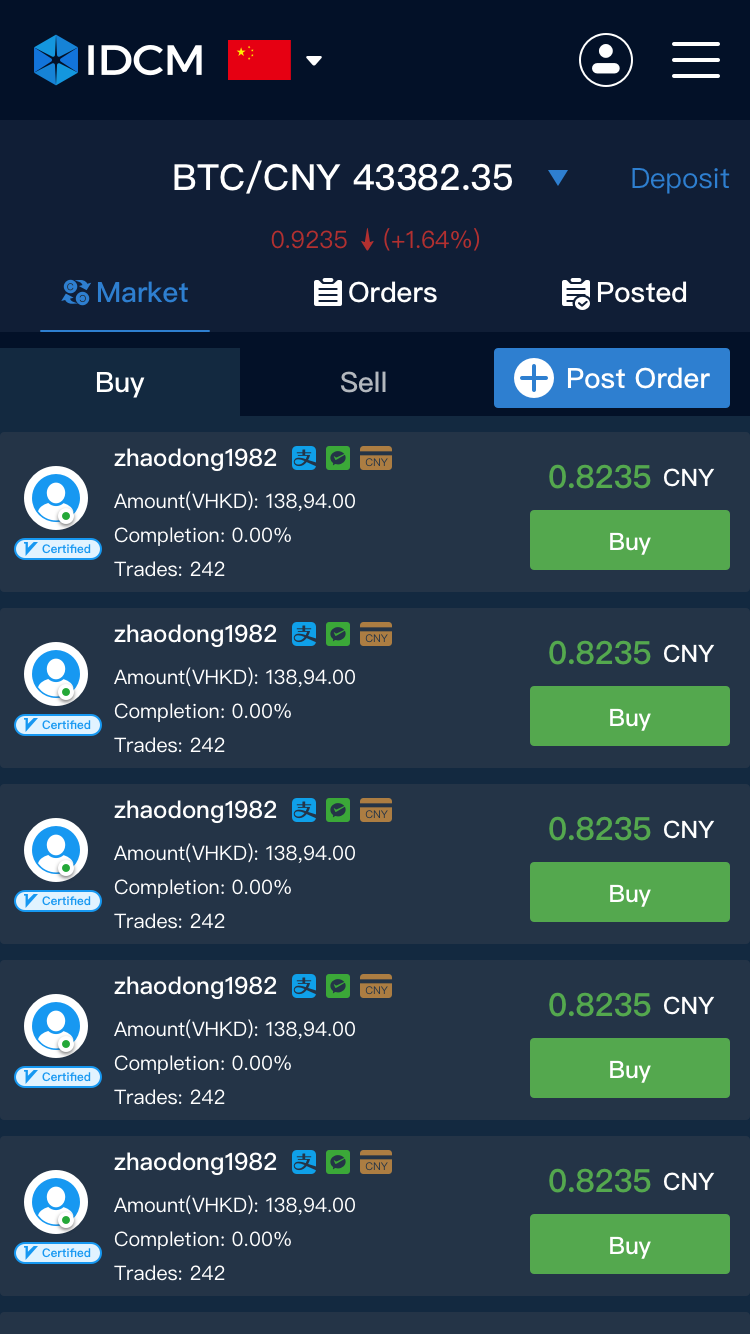 IDCM
BTC/CNY 43382.35
Deposit
0.9235 (+1.64%)
Market Orders Posted
Buy Sell Post Order
zhaodong1982 支 CNY
0.8235 CNY
Amount(VHKD): 138,94.00
Completion: 0.00%
Buy
Certified
Trades: 242
zhaodong1982 支 CNY
0.8235 CNY
Amount(VHKD): 138,94.00
Completion: 0.00%
Buy
Certified
Trades: 242
zhaodong1982 支 CNY
0.8235 CNY
Amount(VHKD): 138,94.00
Completion: 0.00%
Buy
Certified
Trades: 242
zhaodong1982 支 CNY
0.8235 CNY
Amount(VHKD): 138,94.00
Completion: 0.00%
Buy
Certified
Trades: 242
zhaodong1982 支 CNY
0.8235 CNY
Amount(VHKD): 138,94.00
Completion: 0.00%
Buy
Certified
Trades: 242